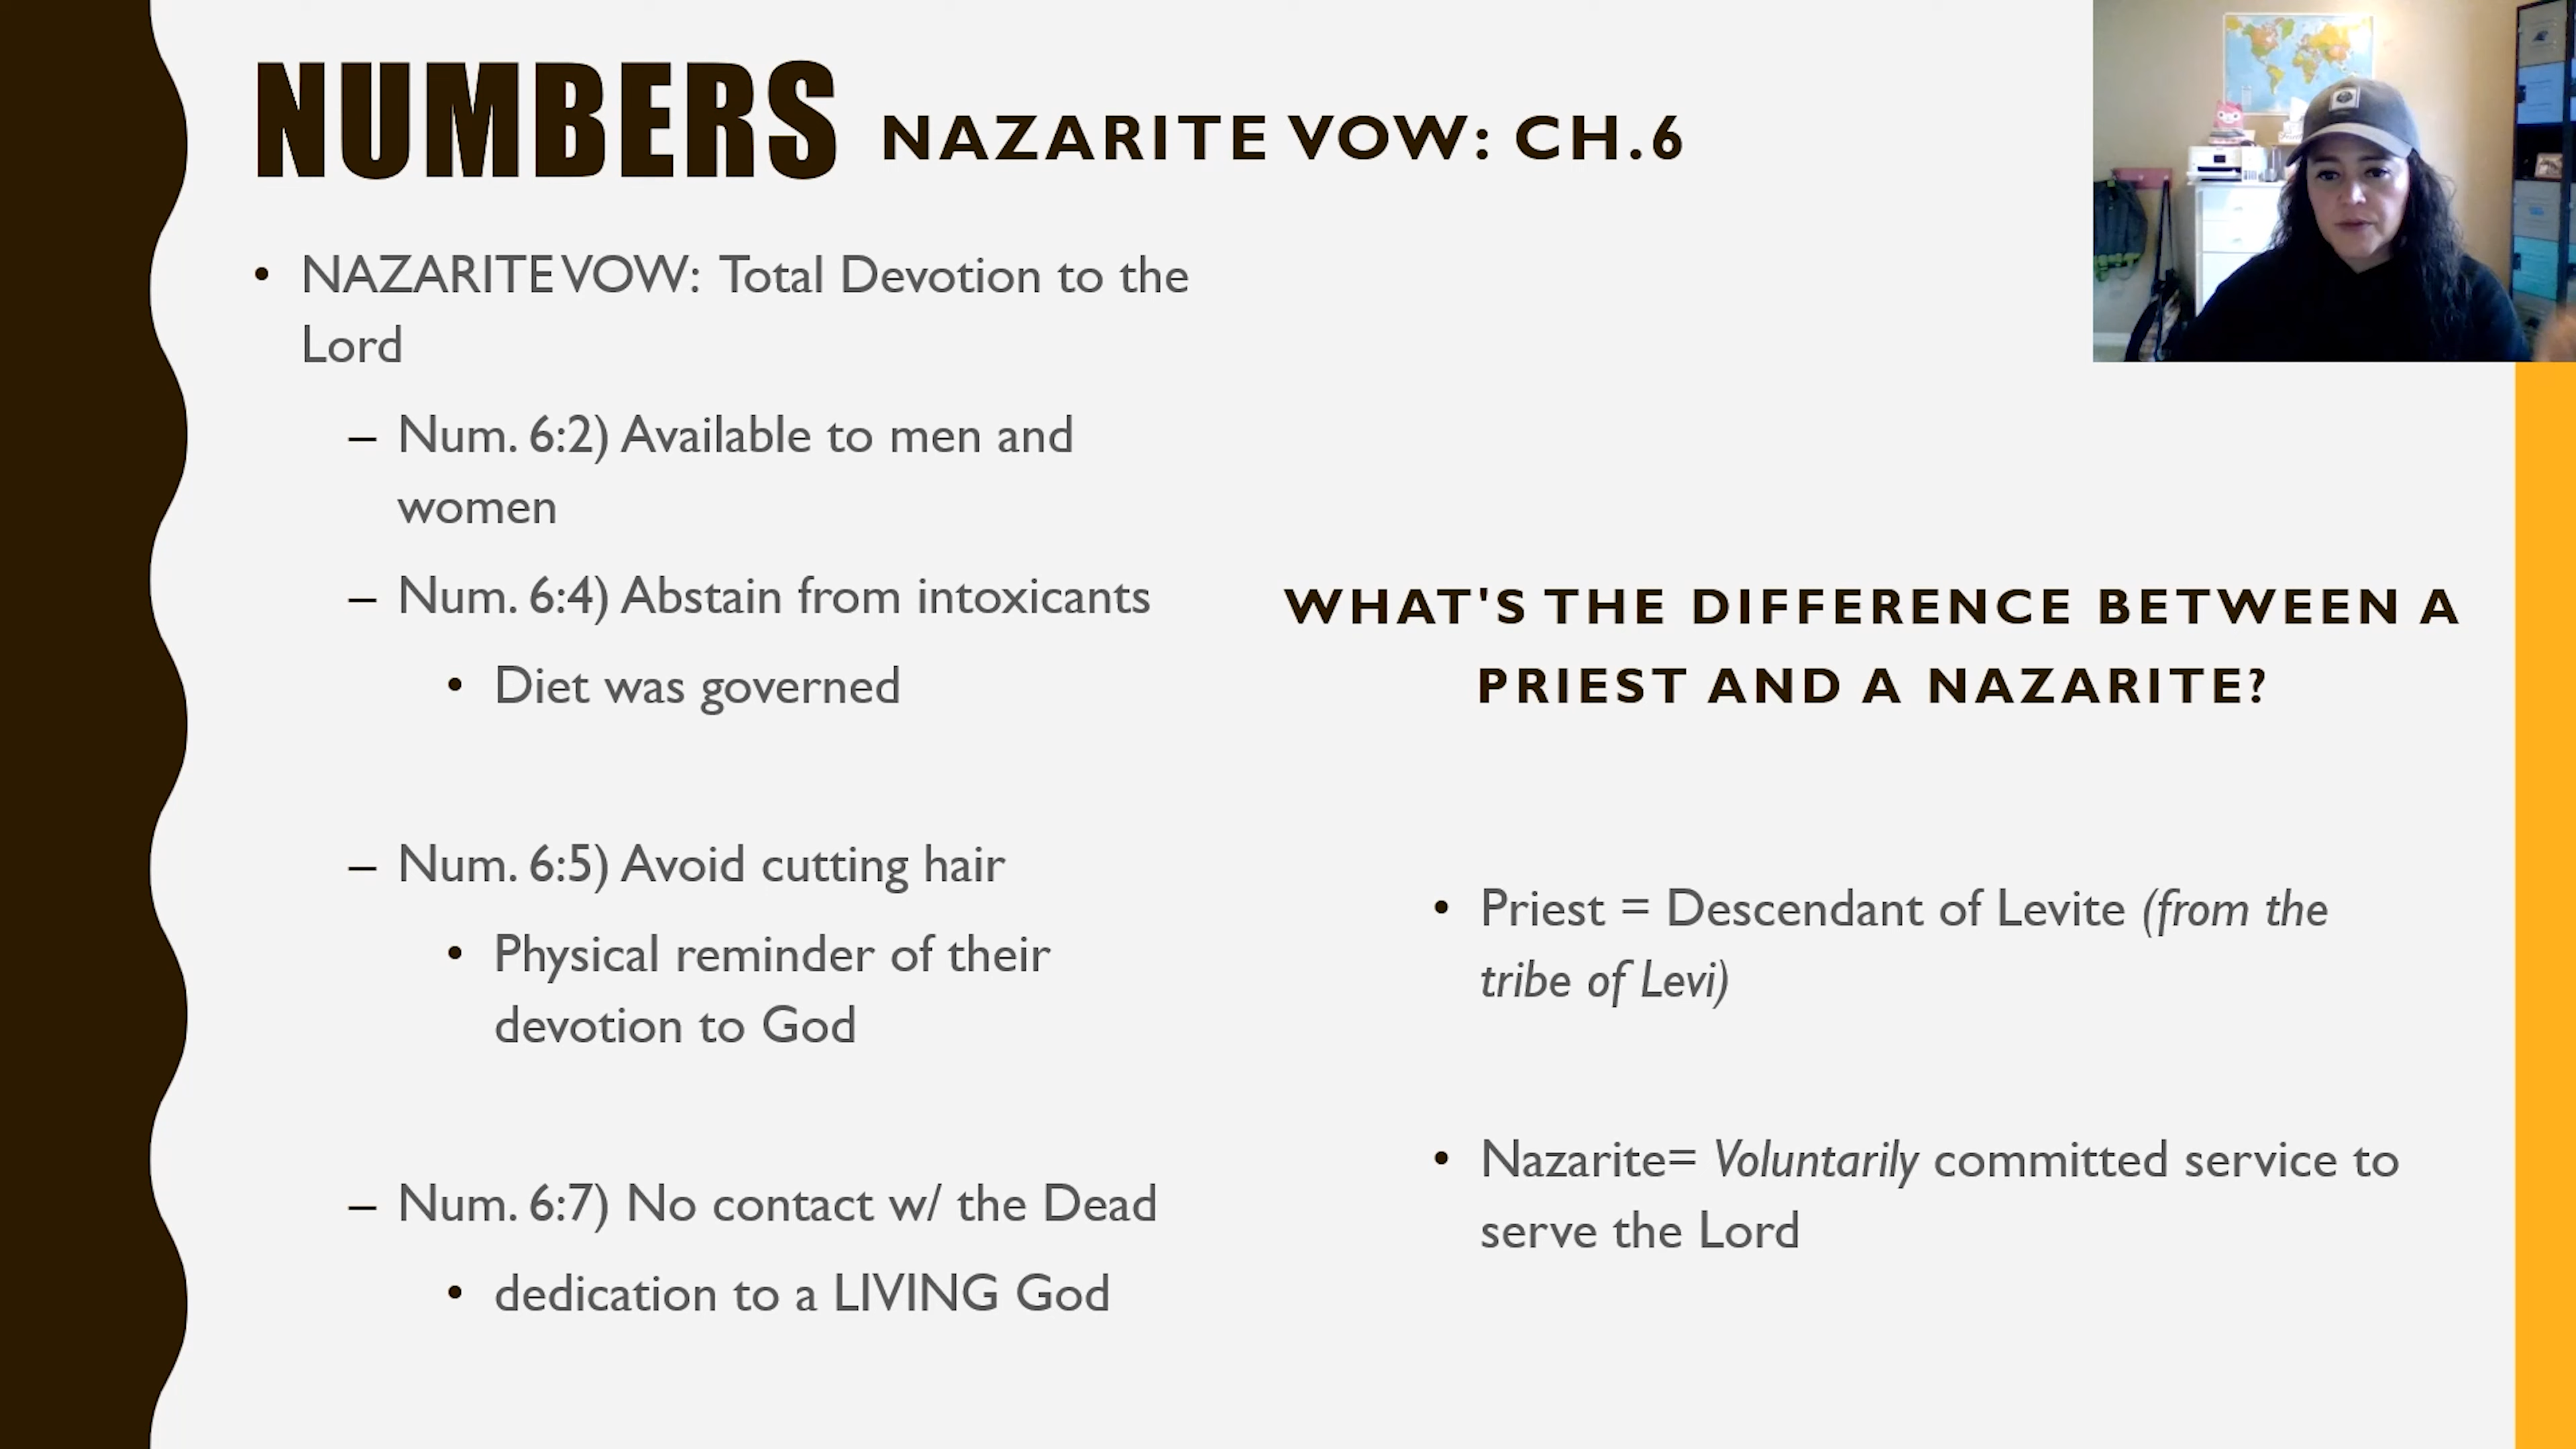 NUMBERS NAZARITE VOW: CH.6
• NAZARITE VOW: Total Devotion to the
Lord
– Num. 6:2) Available to men and
women
– Num. 6:4) Abstain from intoxicants
• Diet was governed
– Num. 6:5) Avoid cutting hair
• Physical reminder of their
devotion to God
– Num. 6:7) No contact w/ the Dead
• dedication to a LIVING God
WHAT'S THE DIFFERENCE BETWEEN A
PRIEST AND A NAZARITE?
• Priest = Descendant of Levite (from the
tribe of Levi)
• Nazarite= Voluntarily committed service to
serve the Lord